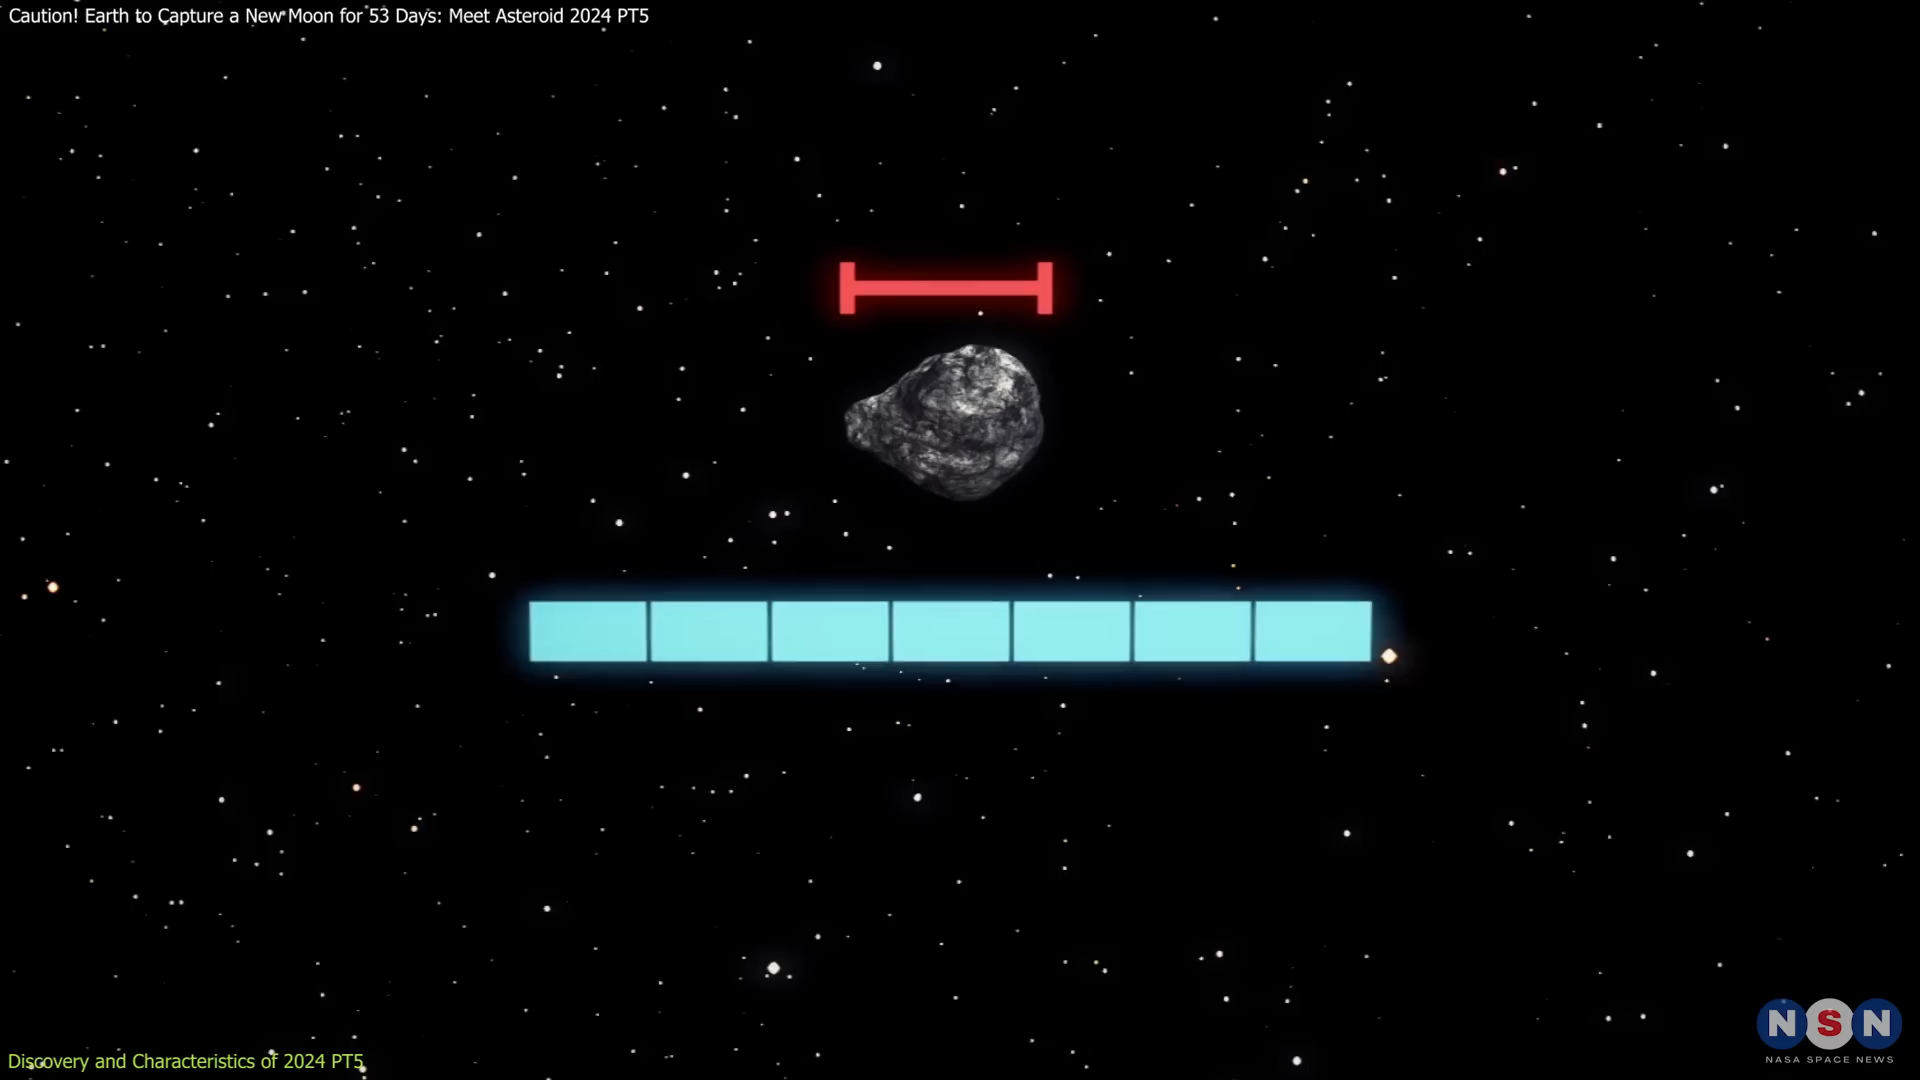 Caution! Earth to Capture a New Moon for 53 Days: Meet Asteroid 2024 PT5
NSN
NASA SPACE NEWS
Discovery and Characteristics of 2024 PT5